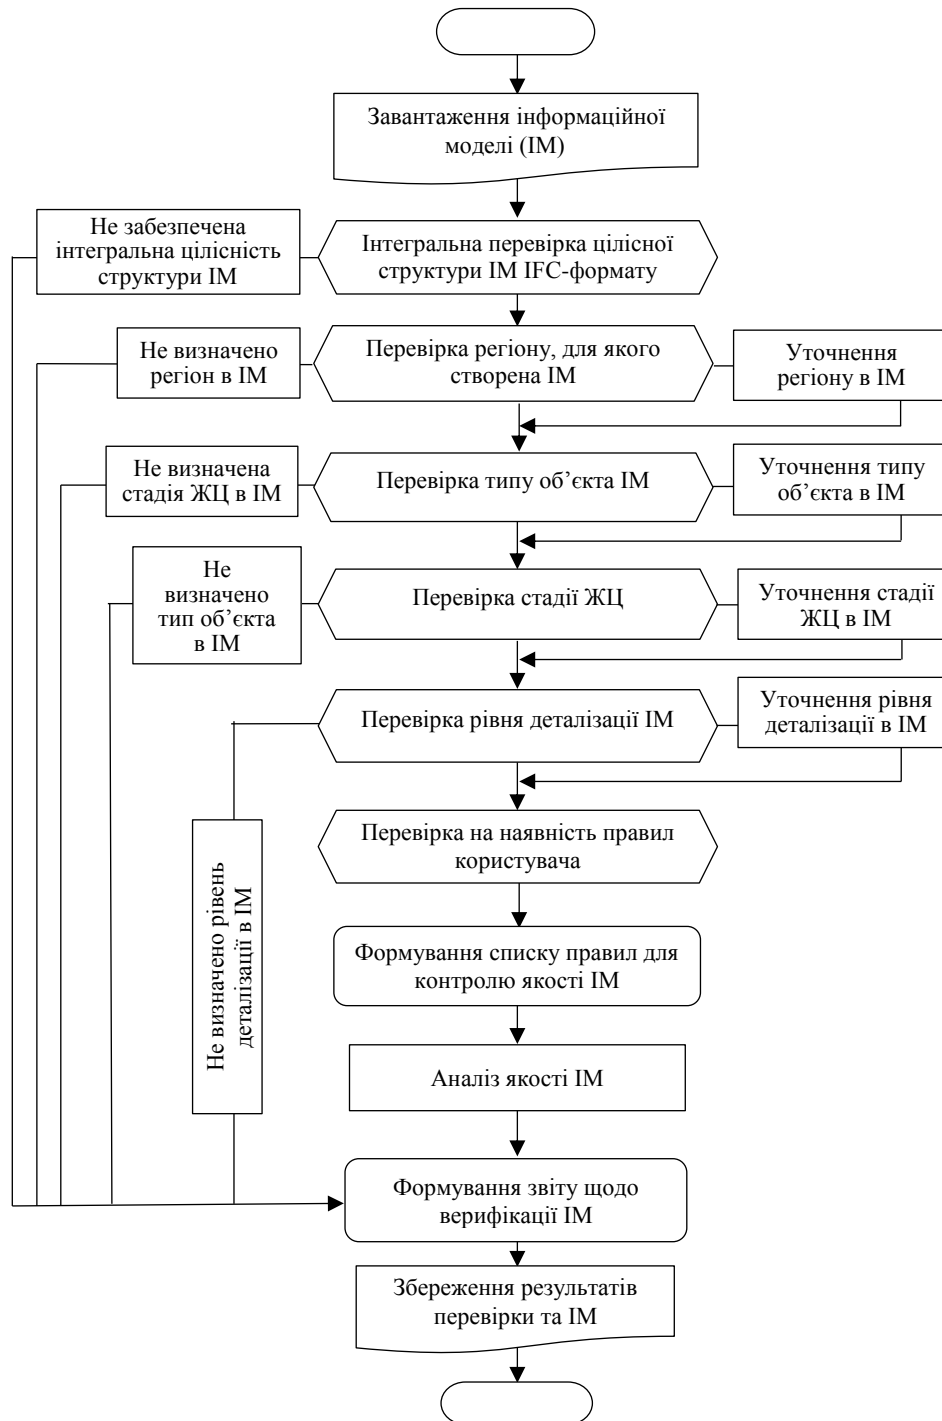 Завантаження інформаційної
моделі (ІМ)
Не забезпечена
інтегральна цілісність
структури ІМ
Інтегральна перевірка цілісної
структури ІМ IFC-формату
Не визначено
регіон в ІМ
Перевірка регіону, для якого
створена ІМ
Уточнення
регіону в ІМ
Не визначена
стадія ЖЦ в ІМ
Перевірка типу об’єкта ІМ
Уточнення типу
об’єкта в ІМ
Не
визначено
тип об’єкта
в ІМ
Перевірка стадії ЖЦ
Уточнення стадії
ЖЦ в ІМ
Перевірка рівня деталізації ІМ
Уточнення рівня
деталізації в ІМ
Не визначено рівень
деталізації в ІМ
Перевірка на наявність правил
користувача
Формування списку правил для
контролю якості ІМ
Аналіз якості ІМ
Формування звіту щодо
верифікації ІМ
Збереження результатів
перевірки та ІМ